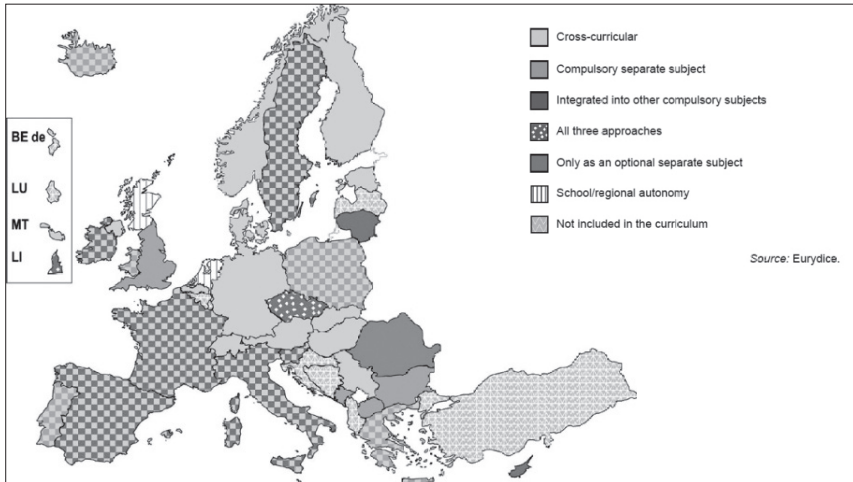 Cross-curricular
Compulsory separate subject
Integrated into other compulsory subjects
All three approaches
Only as an optional separate subject
School/regional autonomy
Not included in the curriculum
Source: Eurydice.
BE de
LU
MT
LI